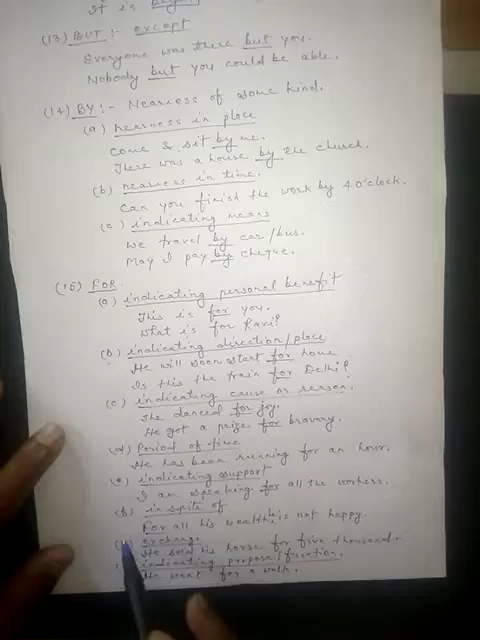 It is
(13) BUT :- except
Everyone was there but you.
Nobody but you could be able.
(14) BY :- Nearness of some kind.
(a) nearness in place
Come & sit by me.
There was a house by the church.
(b) nearness in time.
Can you finish the work by 4 o'clock.
(c) indicating means
We travel by car/bus.
May I pay by cheque.
(15) FOR
(a) indicating personal benefit
This is for you.
What is for Ravi?
(b) indicating direction/place
He will soon start for home
Is this the train for Delhi?
(c) indicating cause or reason.
She danced for joy.
He got a prize for bravery.
(d) Period of time
He has been running for an hour.
(e) indicating support
I am speaking for all the workers.
(f) in spite of
For all his wealth, is not happy.
exchange
He sold his horse for five thousand.
indicating purpose/function.
He went for a walk.